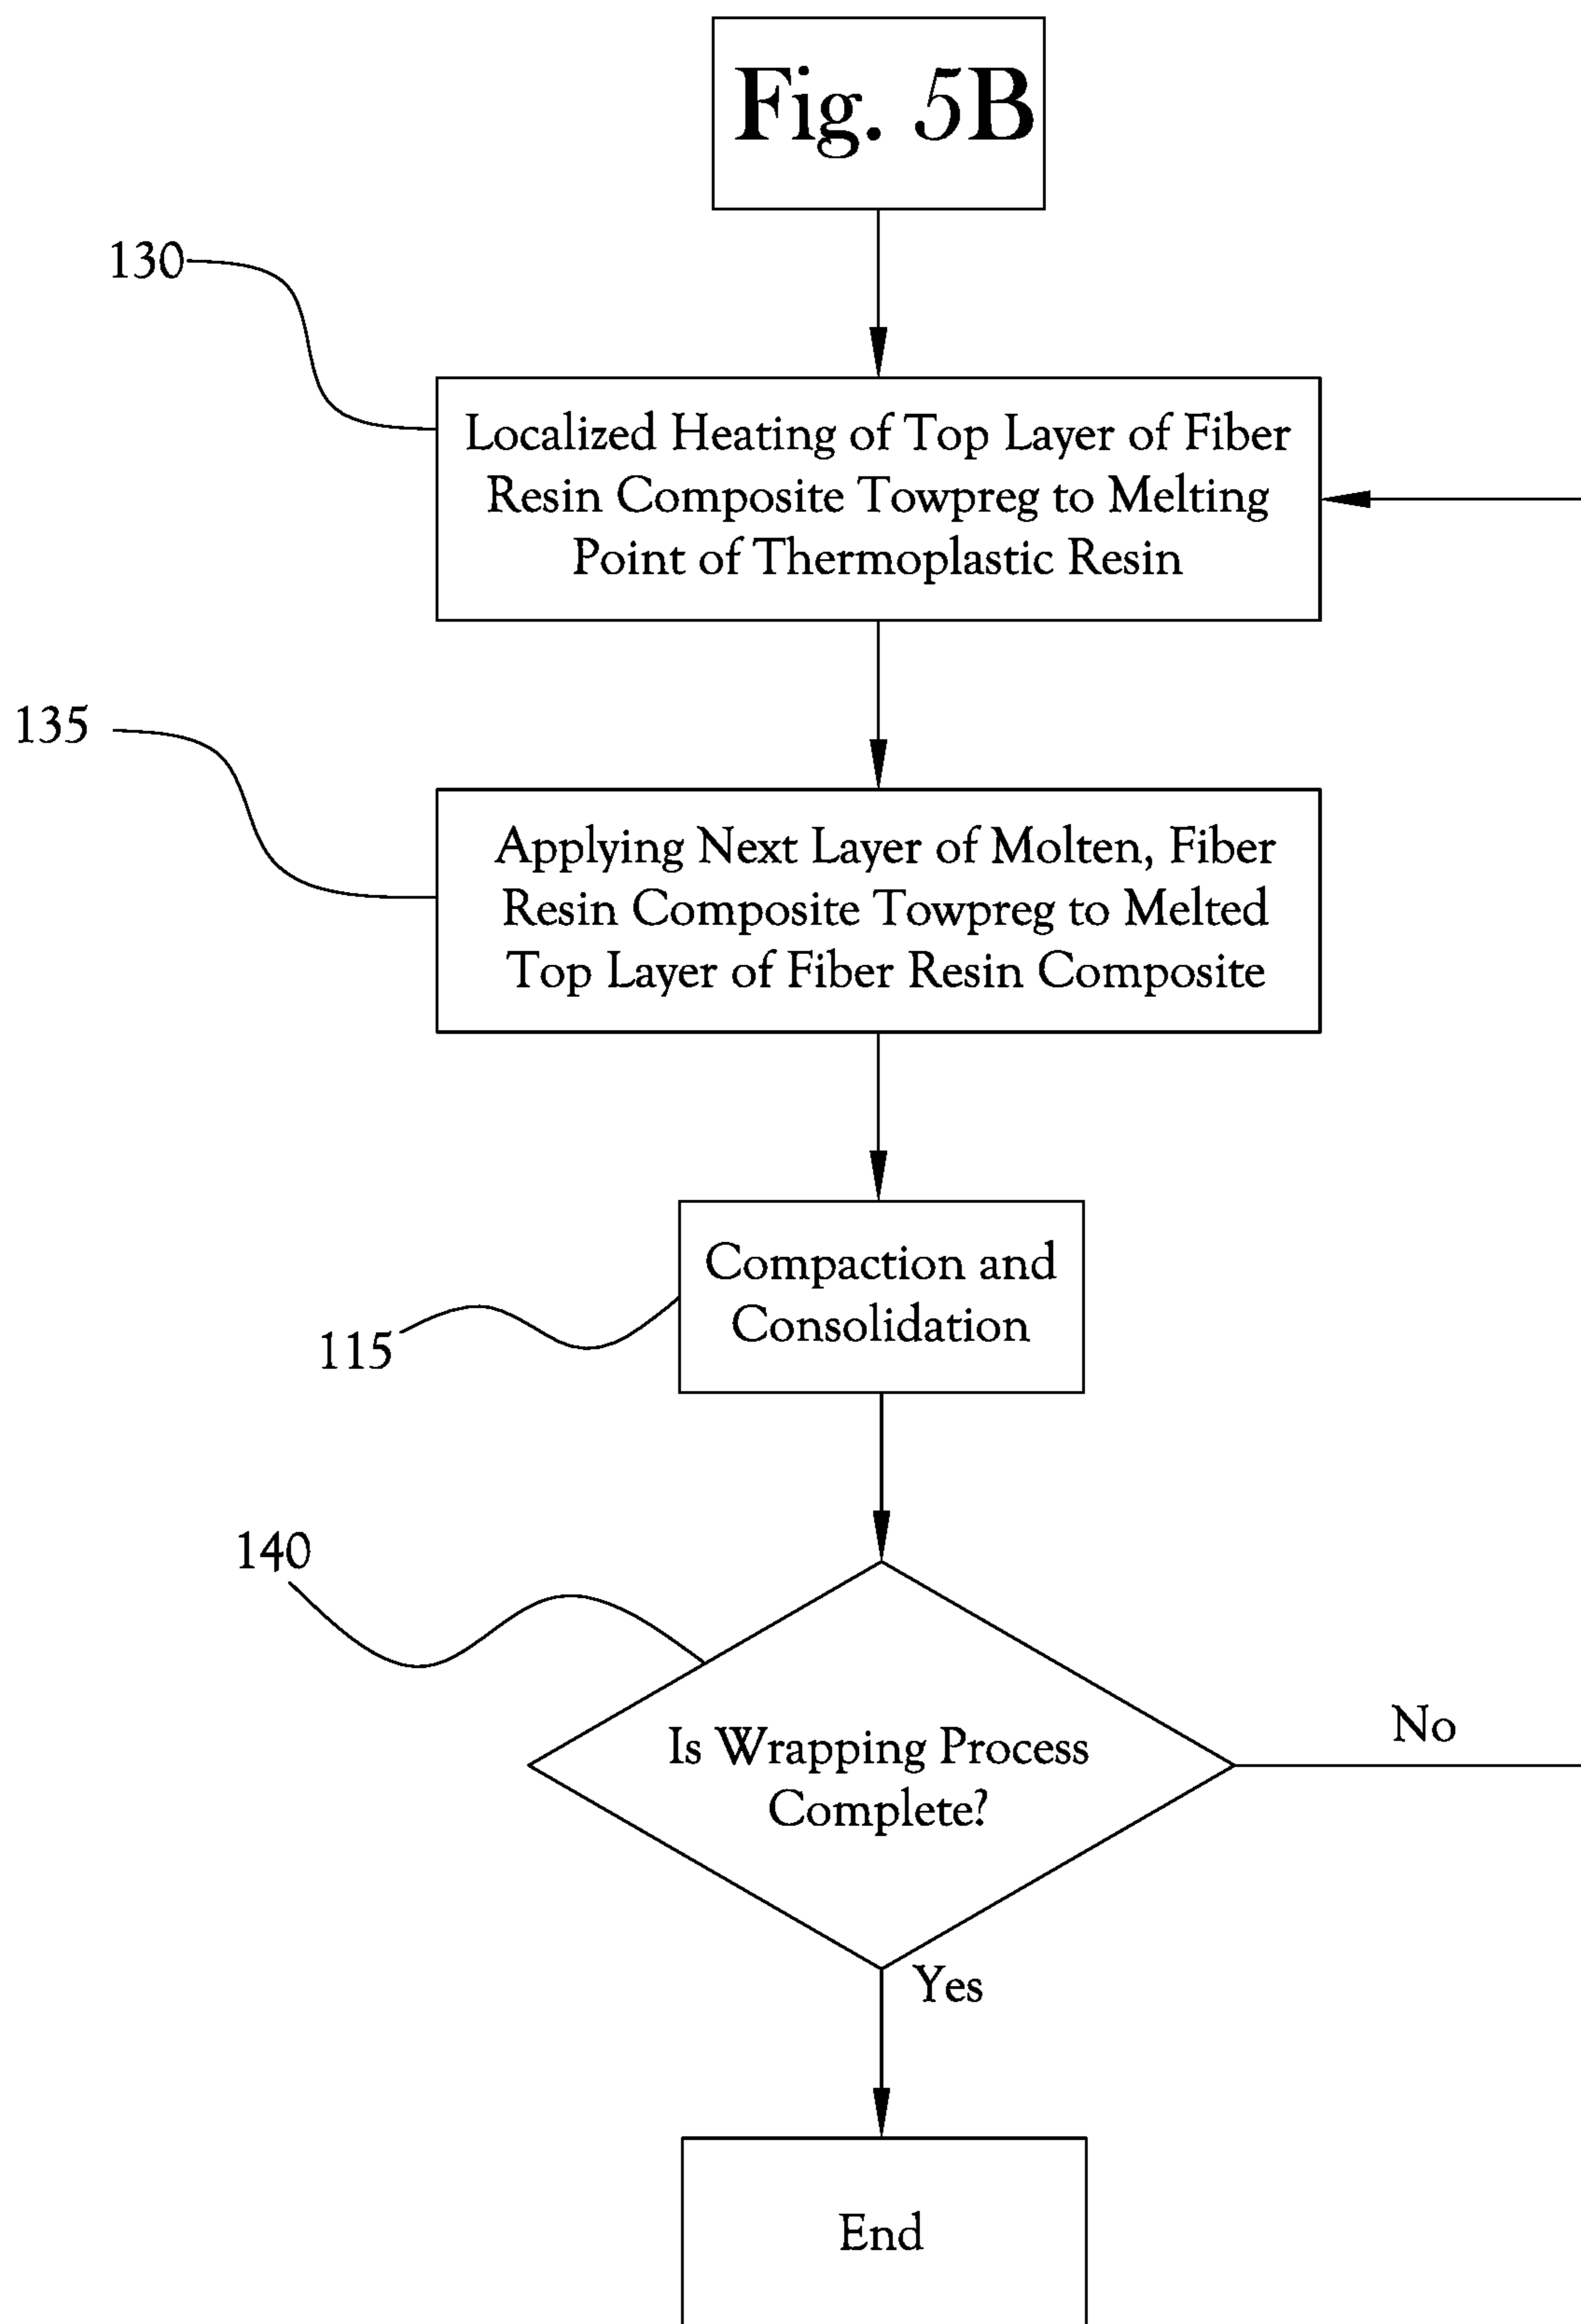 Fig. 5B
130
Localized Heating of Top Layer of Fiber
Resin Composite Towpreg to Melting
Point of Thermoplastic Resin
135
Applying Next Layer of Molten, Fiber
Resin Composite Towpreg to Melted
Top Layer of Fiber Resin Composite
Compaction and
Consolidation
115
140
Is Wrapping Process
Complete?
No
Yes
End